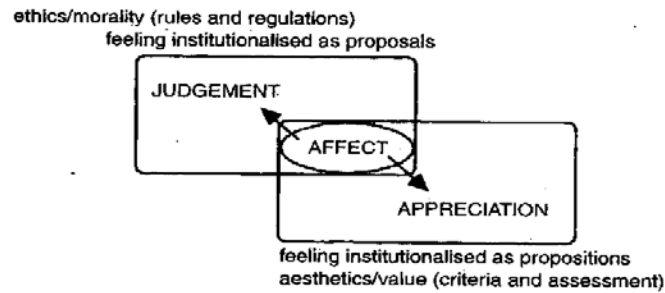 ethics/morality (rules and regulations)
feeling institutionalised as proposals
JUDGEMENT
AFFECT
APPRECIATION
feeling institutionalised as propositions
aesthetics/value (criteria and assessment)